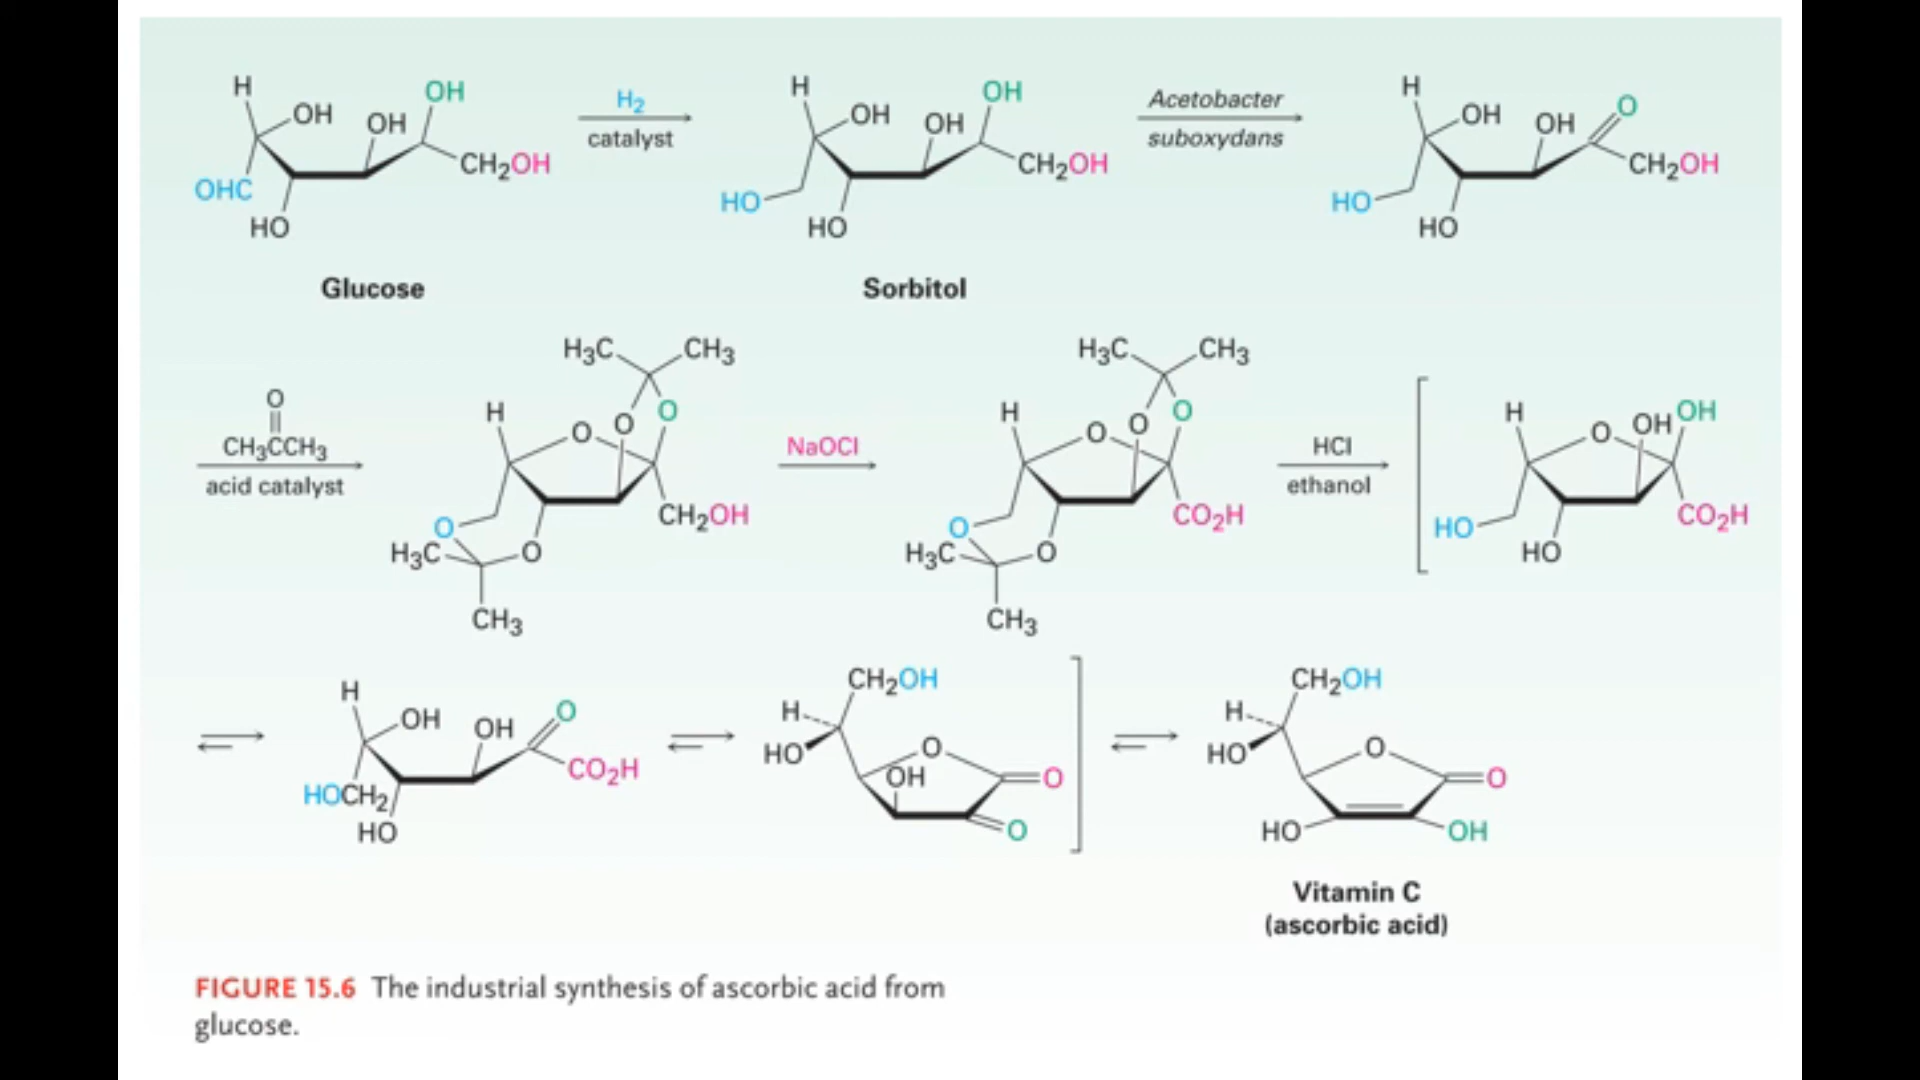 H OH OH OH CH2OH OHC HO
H2
catalyst
H OH OH OH CH2OH HO HO
Acetobacter
suboxydans
H OH OH O CH2OH HO HO
Glucose
Sorbitol
O
CH3CCH3
acid catalyst
H3C CH3
H O O O
CH2OH
O
H3C O
CH3
NaOCl
H3C CH3
H O O O
CO2H
O
H3C O
CH3
HCl
ethanol
H O OH OH
HO CO2H
HO
H OH OH O
CO2H
HOCH2
HO
CH2OH
H
HO O
OH O
O
CH2OH
H
HO O
O
HO OH
Vitamin C
(ascorbic acid)
FIGURE 15.6 The industrial synthesis of ascorbic acid from
glucose.